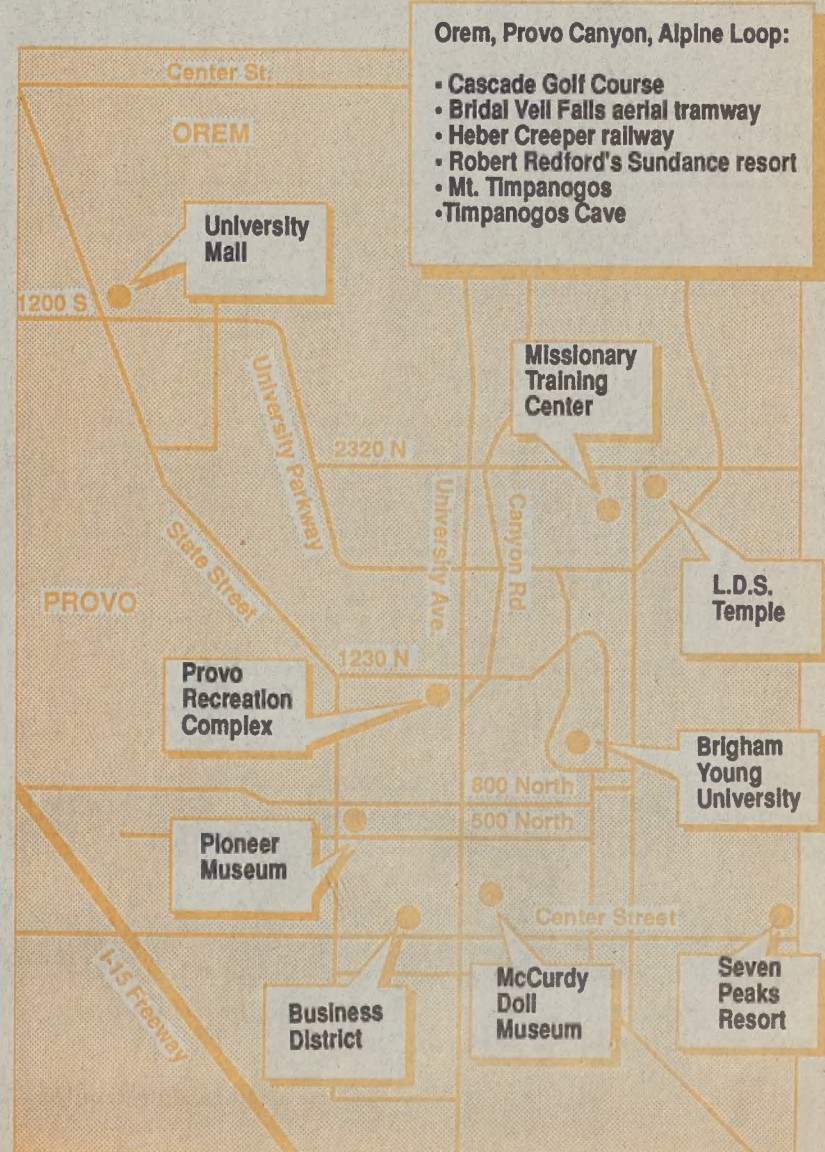 Orem, Provo Canyon, Alpine Loop:
• Cascade Golf Course
• Bridal Veil Falls aerial tramway
• Heber Creeper railway
• Robert Redford's Sundance resort
• Mt. Timpanogos
•Timpanogos Cave
Center St.
OREM
University
Mall
1200 S
University Parkway
Missionary
Training
Center
2320 N
University Ave.
Canyon Rd.
State Street
PROVO
L.D.S.
Temple
1230 N
Provo
Recreation
Complex
Brigham
Young
University
800 North
500 North
Pioneer
Museum
Center Street
I-15 Freeway
Business
District
McCurdy
Doll
Museum
Seven
Peaks
Resort